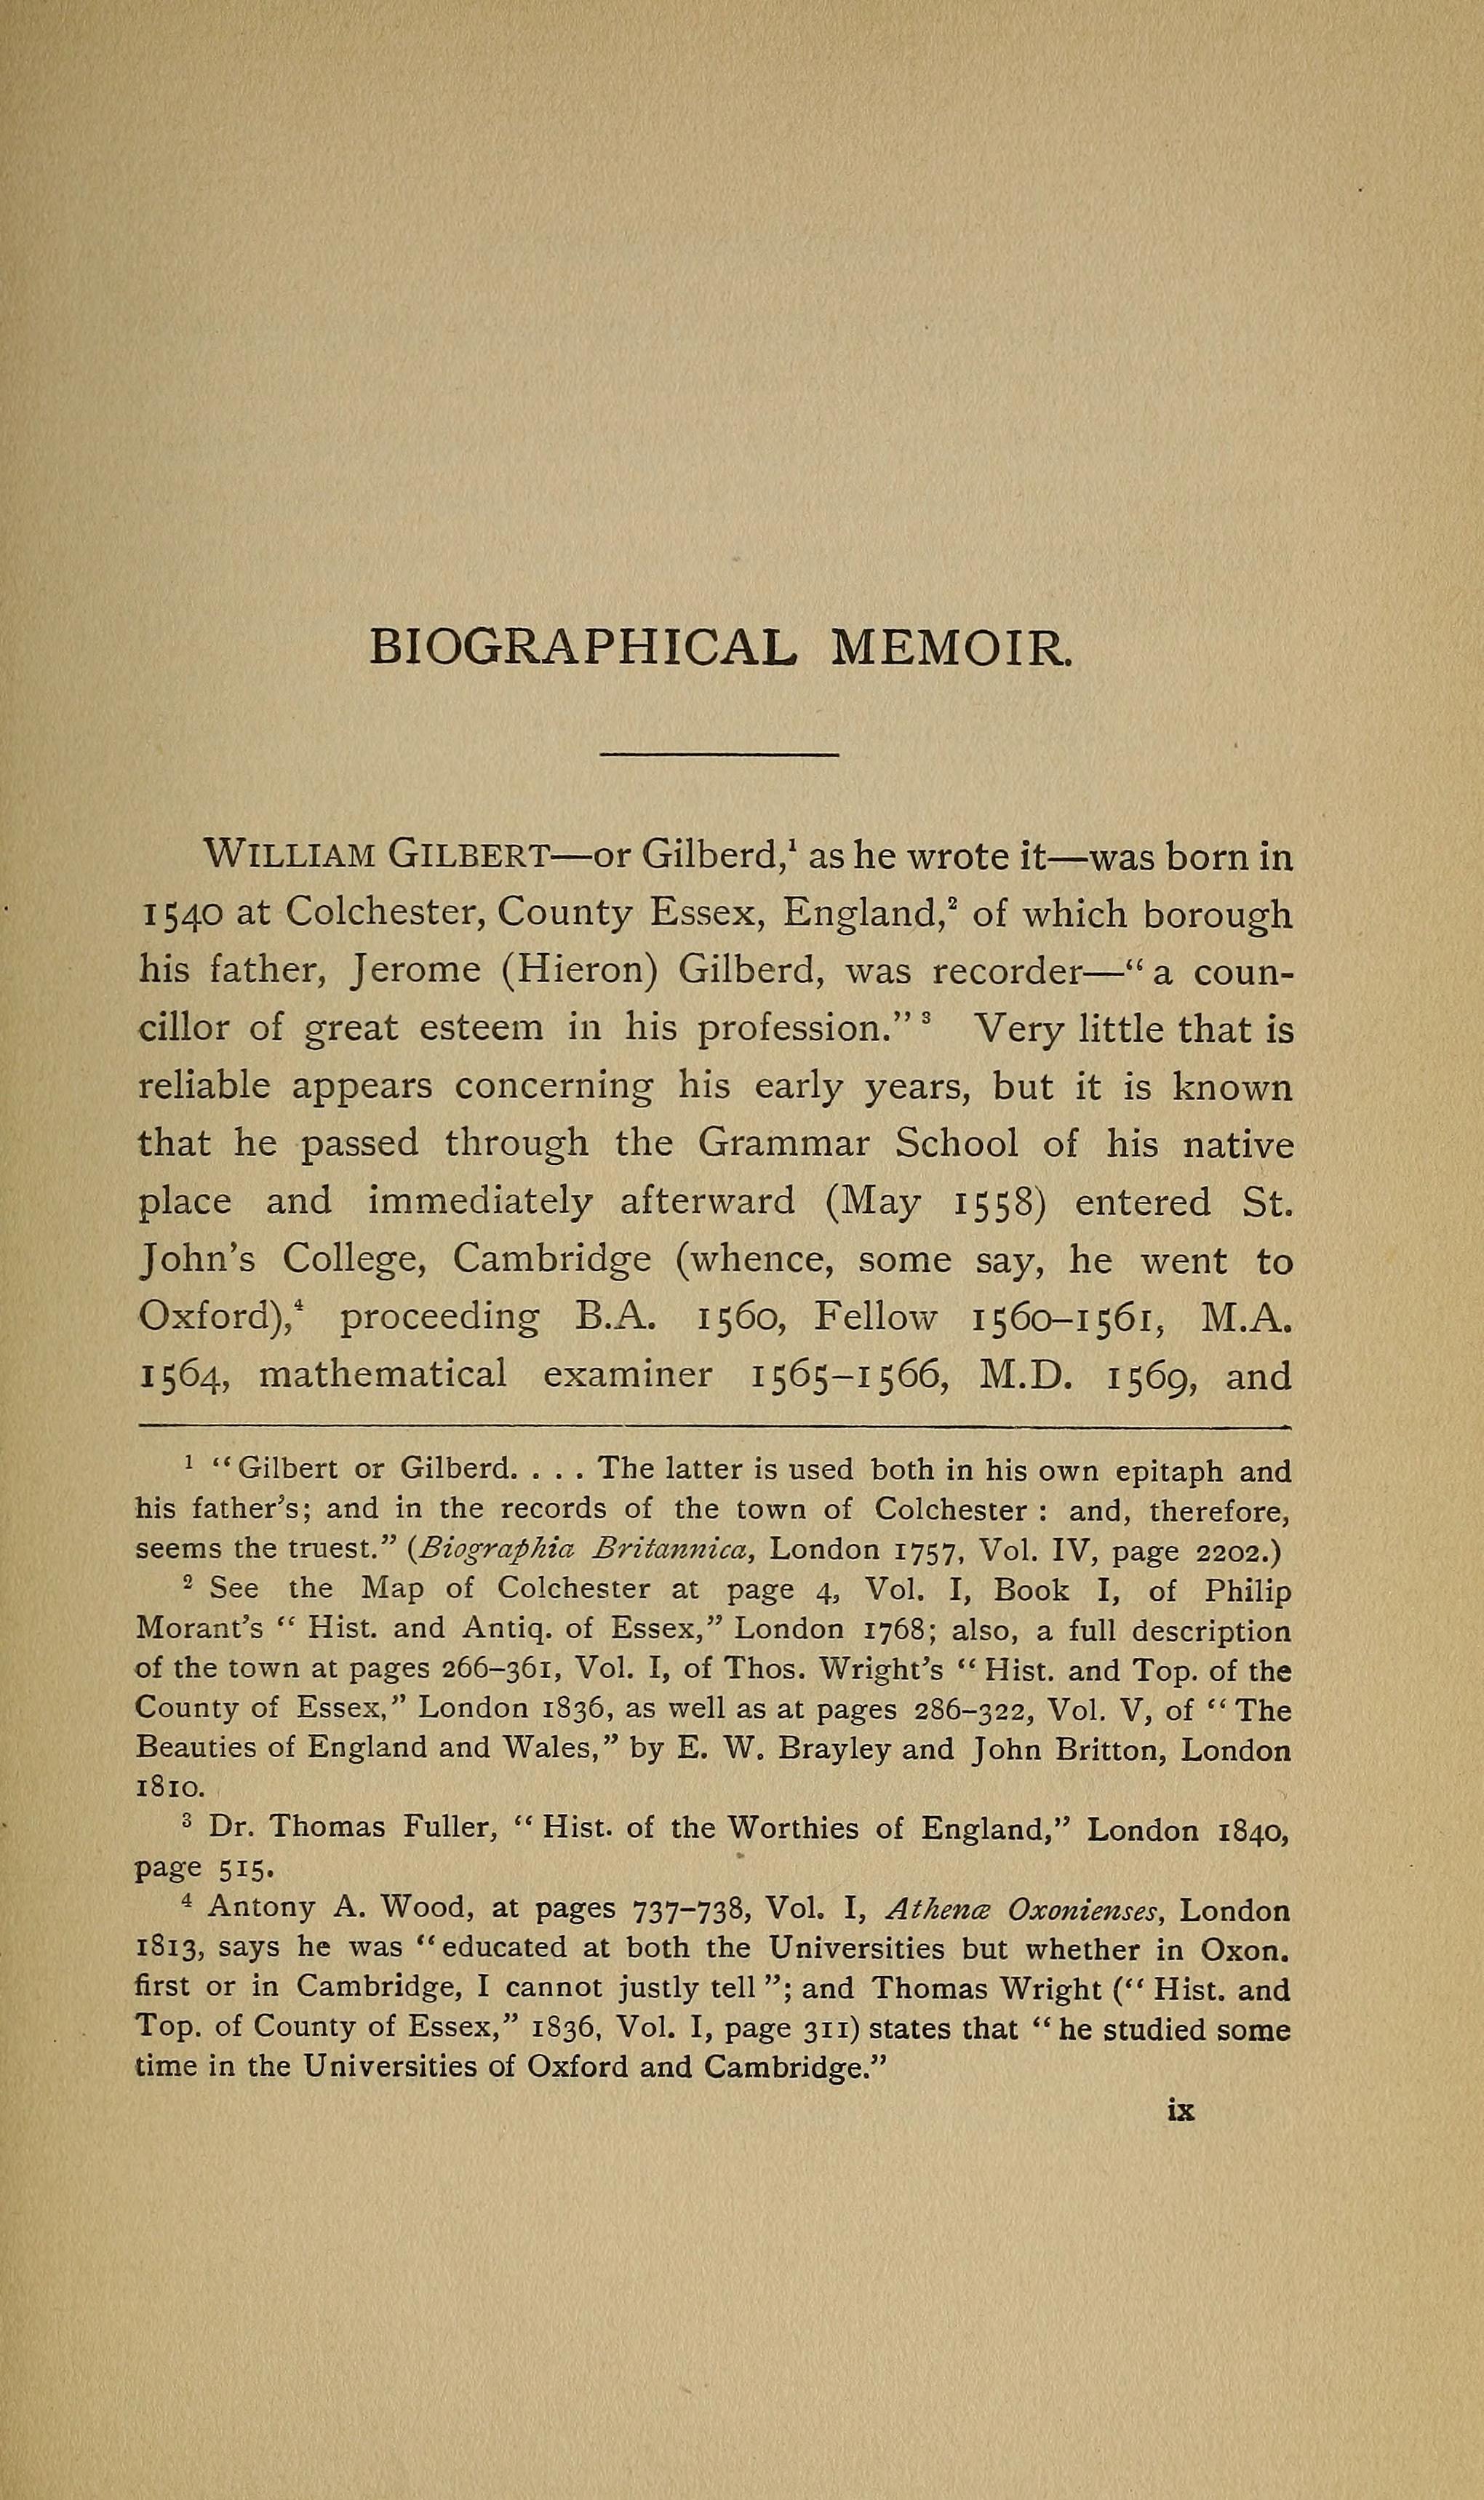 BIOGRAPHICAL MEMOIR.
WILLIAM GILBERT—or Gilberd,¹ as he wrote it—was born in
1540 at Colchester, County Essex, England,² of which borough
his father, Jerome (Hieron) Gilberd, was recorder—“a coun-
cillor of great esteem in his profession.”³ Very little that is
reliable appears concerning his early years, but it is known
that he passed through the Grammar School of his native
place and immediately afterward (May 1558) entered St.
John’s College, Cambridge (whence, some say, he went to
Oxford),⁴ proceeding B.A. 1560, Fellow 1560–1561, M.A.
1564, mathematical examiner 1565–1566, M.D. 1569, and
¹ “Gilbert or Gilberd. . . . The latter is used both in his own epitaph and
his father’s; and in the records of the town of Colchester : and, therefore,
seems the truest.” (Biographia Britannica, London 1757, Vol. IV, page 2202.)
² See the Map of Colchester at page 4, Vol. I, Book I, of Philip
Morant’s “Hist. and Antiq. of Essex,” London 1768; also, a full description
of the town at pages 266–361, Vol. I, of Thos. Wright’s “Hist. and Top. of the
County of Essex,” London 1836, as well as at pages 286–322, Vol. V, of “The
Beauties of England and Wales,” by E. W. Brayley and John Britton, London
1810.
³ Dr. Thomas Fuller, “Hist. of the Worthies of England,” London 1840,
page 515.
⁴ Antony A. Wood, at pages 737–738, Vol. I, Athenæ Oxonienses, London
1813, says he was “educated at both the Universities but whether in Oxon.
first or in Cambridge, I cannot justly tell”; and Thomas Wright (“Hist. and
Top. of County of Essex,” 1836, Vol. I, page 311) states that “he studied some
time in the Universities of Oxford and Cambridge.”
ix